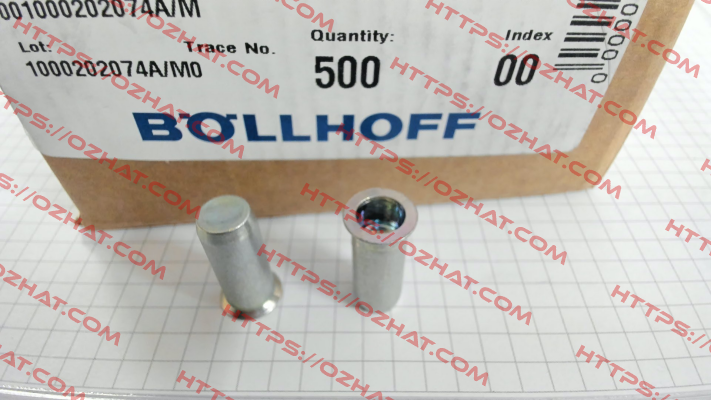 001000202074A/M
Lot:
Trace No.
Quantity:
Index
1000202074A/M0
500
00
BÖLLHOFF
HTTPS://OZHAT.COM